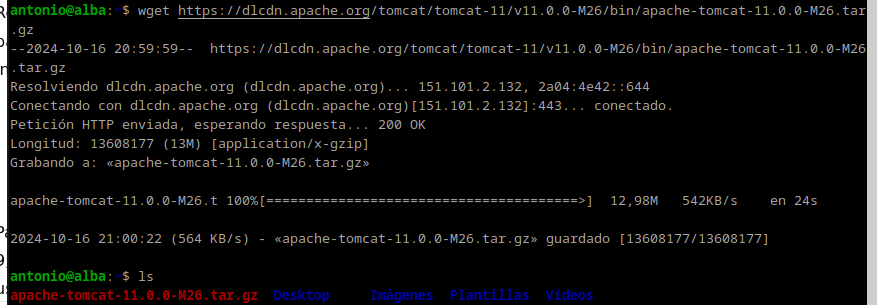 antonio@alba:~$ wget https://dlcdn.apache.org/tomcat/tomcat-11/v11.0.0-M26/bin/apache-tomcat-11.0.0-M26.tar
.gz
--2024-10-16 20:59:59--  https://dlcdn.apache.org/tomcat/tomcat-11/v11.0.0-M26/bin/apache-tomcat-11.0.0-M26
.tar.gz
Resolviendo dlcdn.apache.org (dlcdn.apache.org)... 151.101.2.132, 2a04:4e42::644
Conectando con dlcdn.apache.org (dlcdn.apache.org)[151.101.2.132]:443... conectado.
Petición HTTP enviada, esperando respuesta... 200 OK
Longitud: 13608177 (13M) [application/x-gzip]
Grabando a: «apache-tomcat-11.0.0-M26.tar.gz»
apache-tomcat-11.0.0-M26.t 100%[======================================>]  12,98M   542KB/s    en 24s
2024-10-16 21:00:22 (564 KB/s) - «apache-tomcat-11.0.0-M26.tar.gz» guardado [13608177/13608177]
antonio@alba:~$ ls
apache-tomcat-11.0.0-M26.tar.gz  Desktop     Imágenes  Plantillas  Vídeos